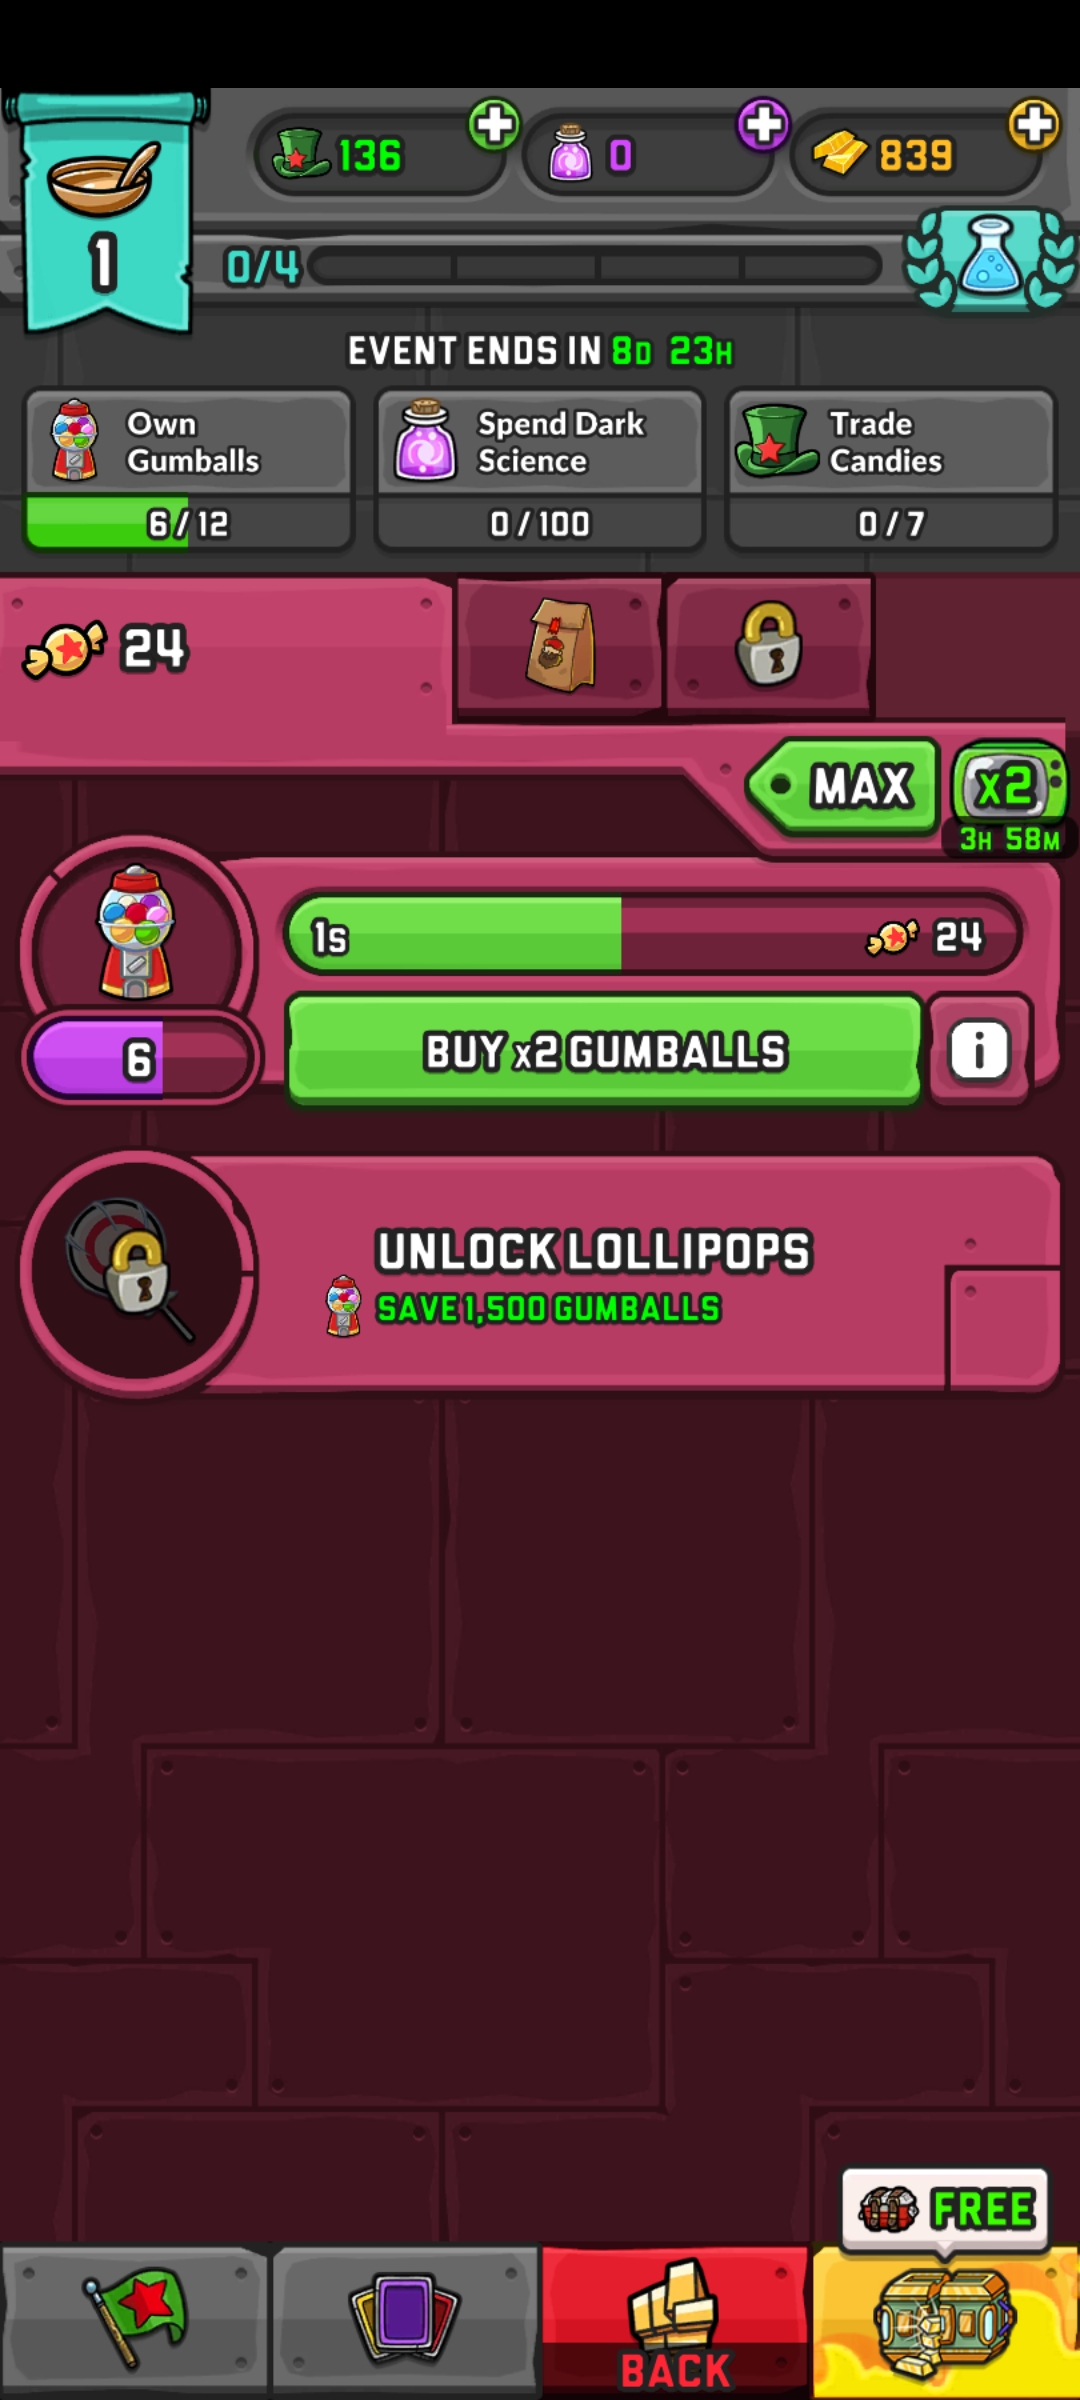 136
0
839
1
0/4
EVENT ENDS IN 8D 23H
Own
Gumballs
6/12
Spend Dark
Science
0/100
Trade
Candies
0/7
24
MAX
x2
3H 58M
1s
24
6
BUY x2 GUMBALLS
i
UNLOCK LOLLIPOPS
SAVE 1,500 GUMBALLS
FREE
BACK